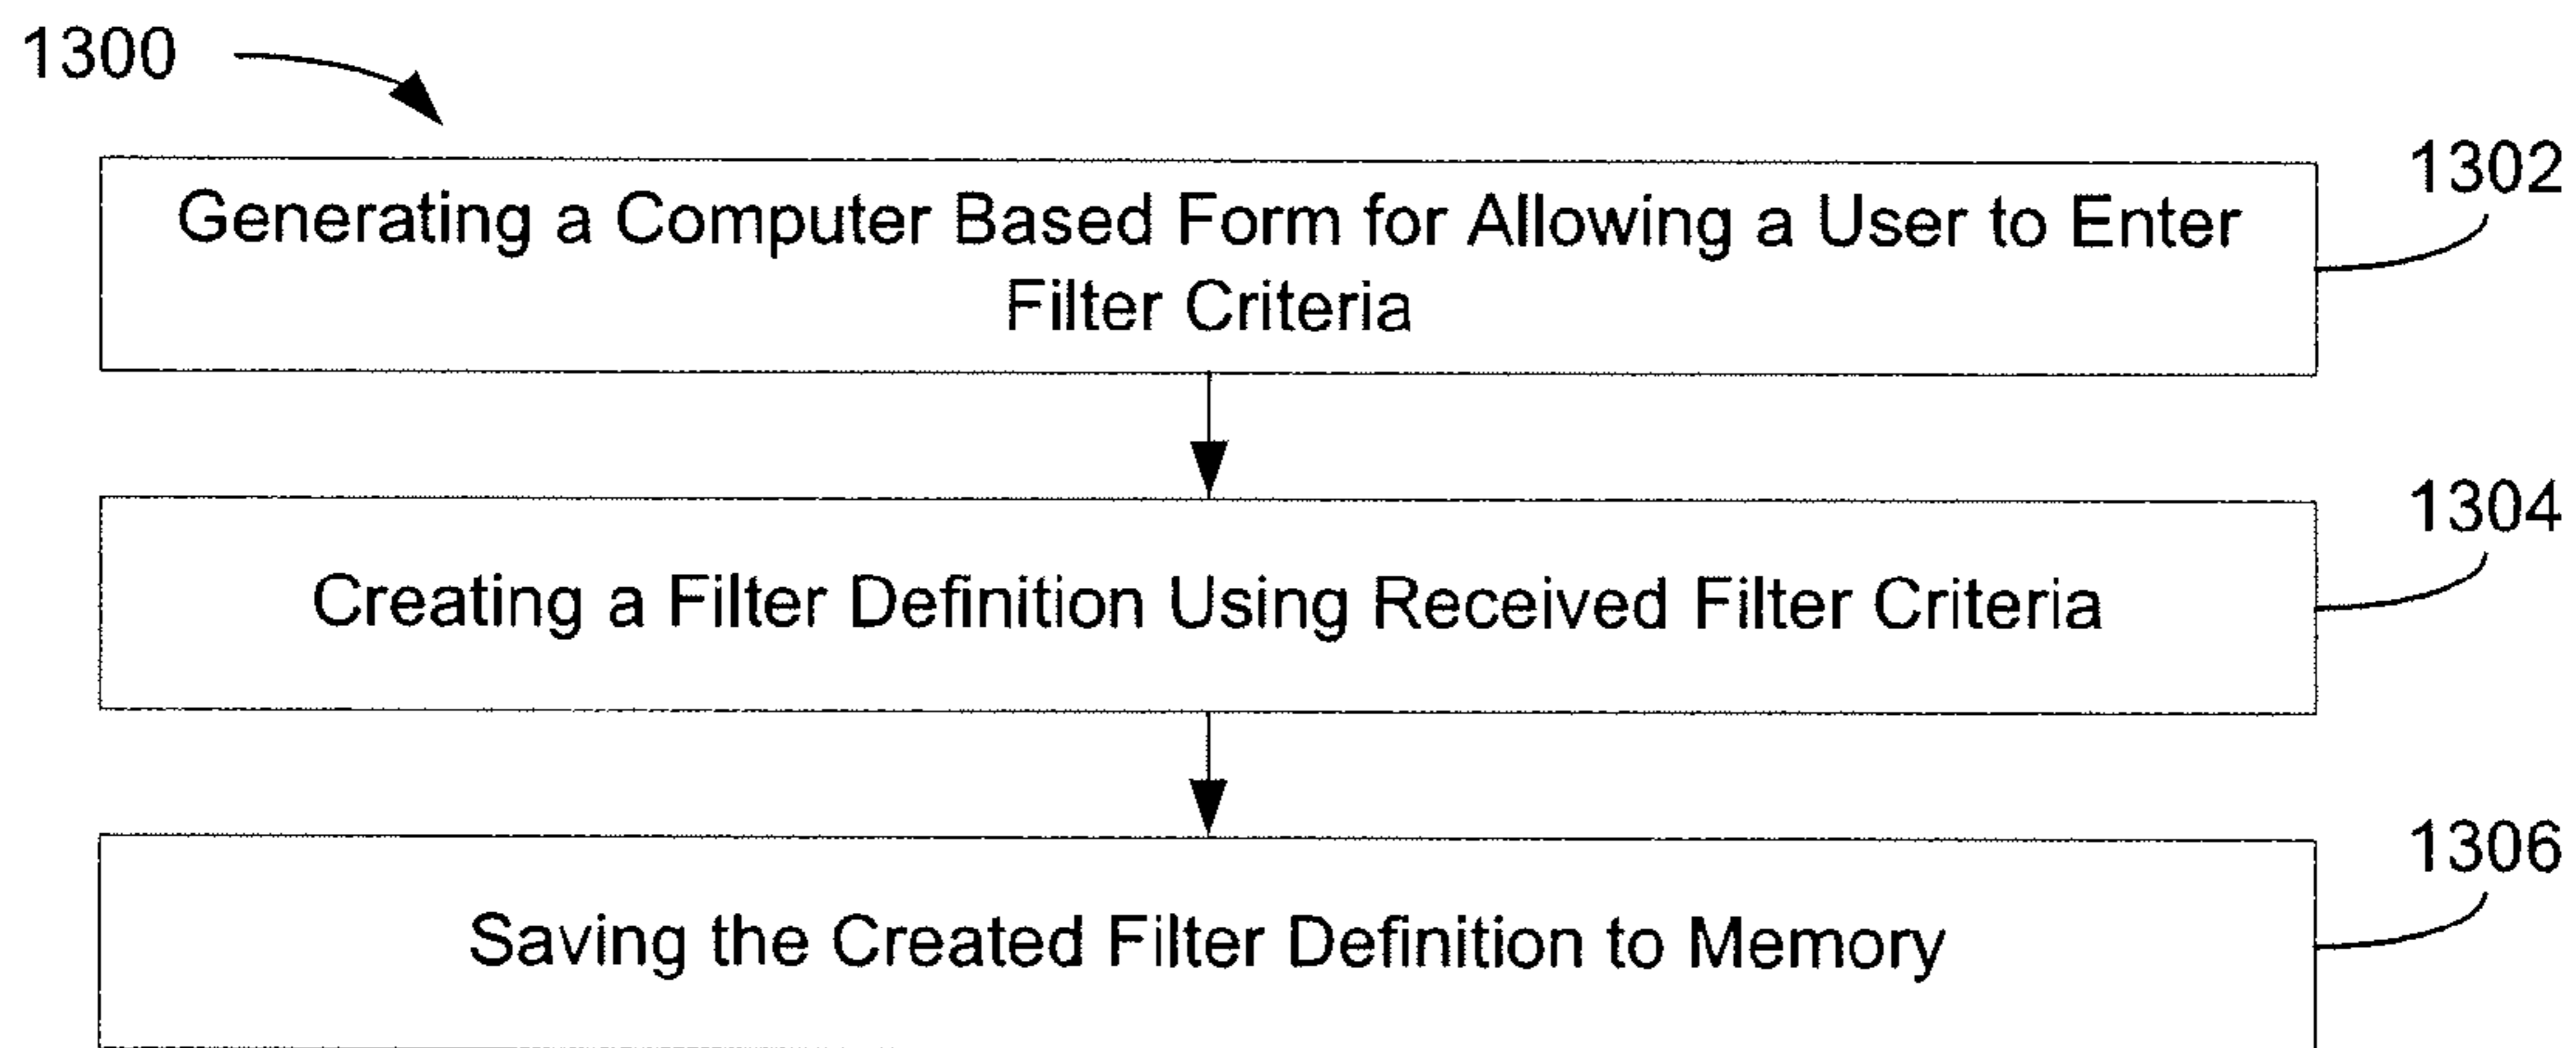 1300
1302
Generating a Computer Based Form for Allowing a User to Enter
Filter Criteria
1304
Creating a Filter Definition Using Received Filter Criteria
1306
Saving the Created Filter Definition to Memory